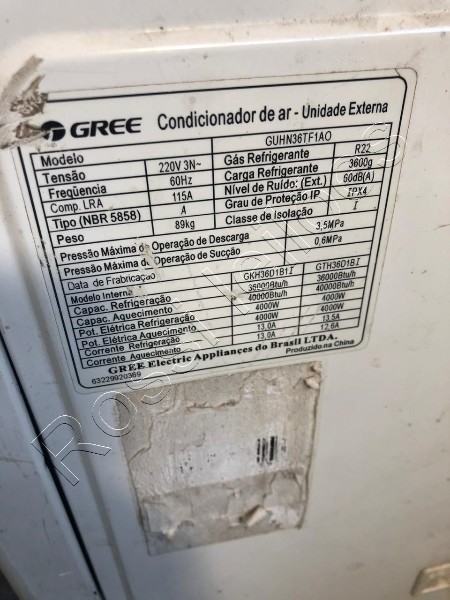 GREE Condicionador de ar - Unidade Externa
Modelo GUHN36TF1AO
Tensão 220V 3N~ Gás Refrigerante R22
Freqüência 60Hz Carga Refrigerante 3600g
Comp. LRA 115A Nível de Ruído: (Ext.) 60dB(A)
Tipo (NBR 5858) A Grau de Proteção IP IPX4
Peso 89kg Classe de isolação I
Pressão Máxima de Operação de Descarga 3,5MPa
Pressão Máxima de Operação de Sucção 0,6MPa
Data de Fabricação
Modelo Interna GKH36D1B1I GTH36D1B1
Capac. Refrigeração 36000Btu/h 36000Btu/h
Capac. Aquecimento 40000Btu/h 40000Btu/h
Pot. Elétrica Refrigeração 4000W 4000W
Pot. Elétrica Aquecimento 4000W 4000W
Corrente Refrigeração 13.0A 13.5A
Corrente Aquecimento 13.0A 12.6A
GREE Electric Appliances do Brasil LTDA.
63229920369 Produzido na China